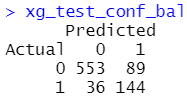 > xg_test_conf_bal
Predicted
Actual 0 1
0 553 89
1 36 144